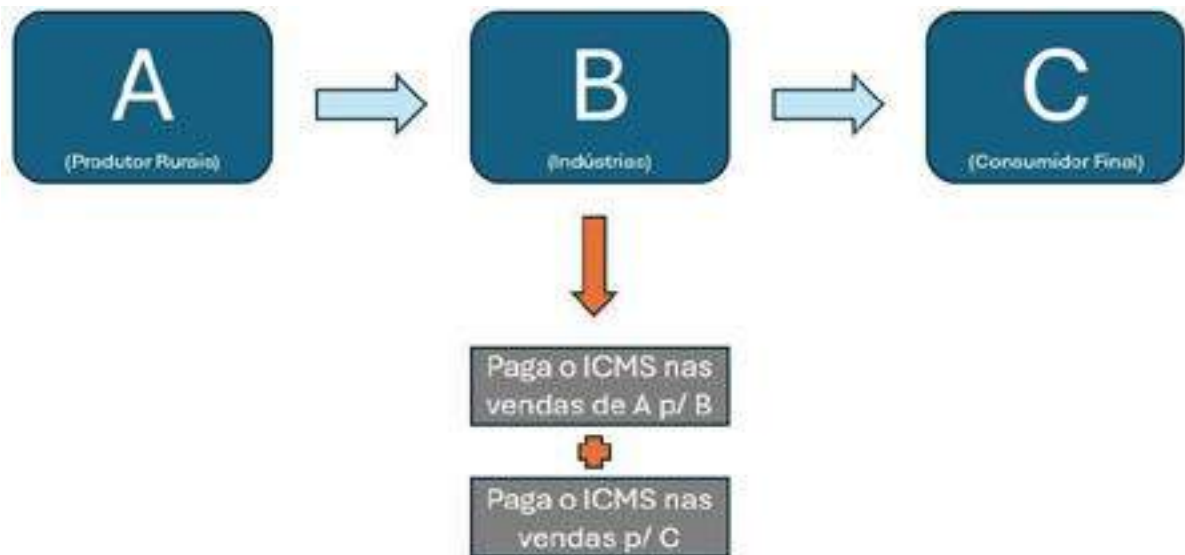 A
(Produtor Rurais)
B
(Indústrias)
C
(Consumidor Final)
Paga o ICMS nas
vendas de A p/ B
Paga o ICMS nas
vendas p/ C